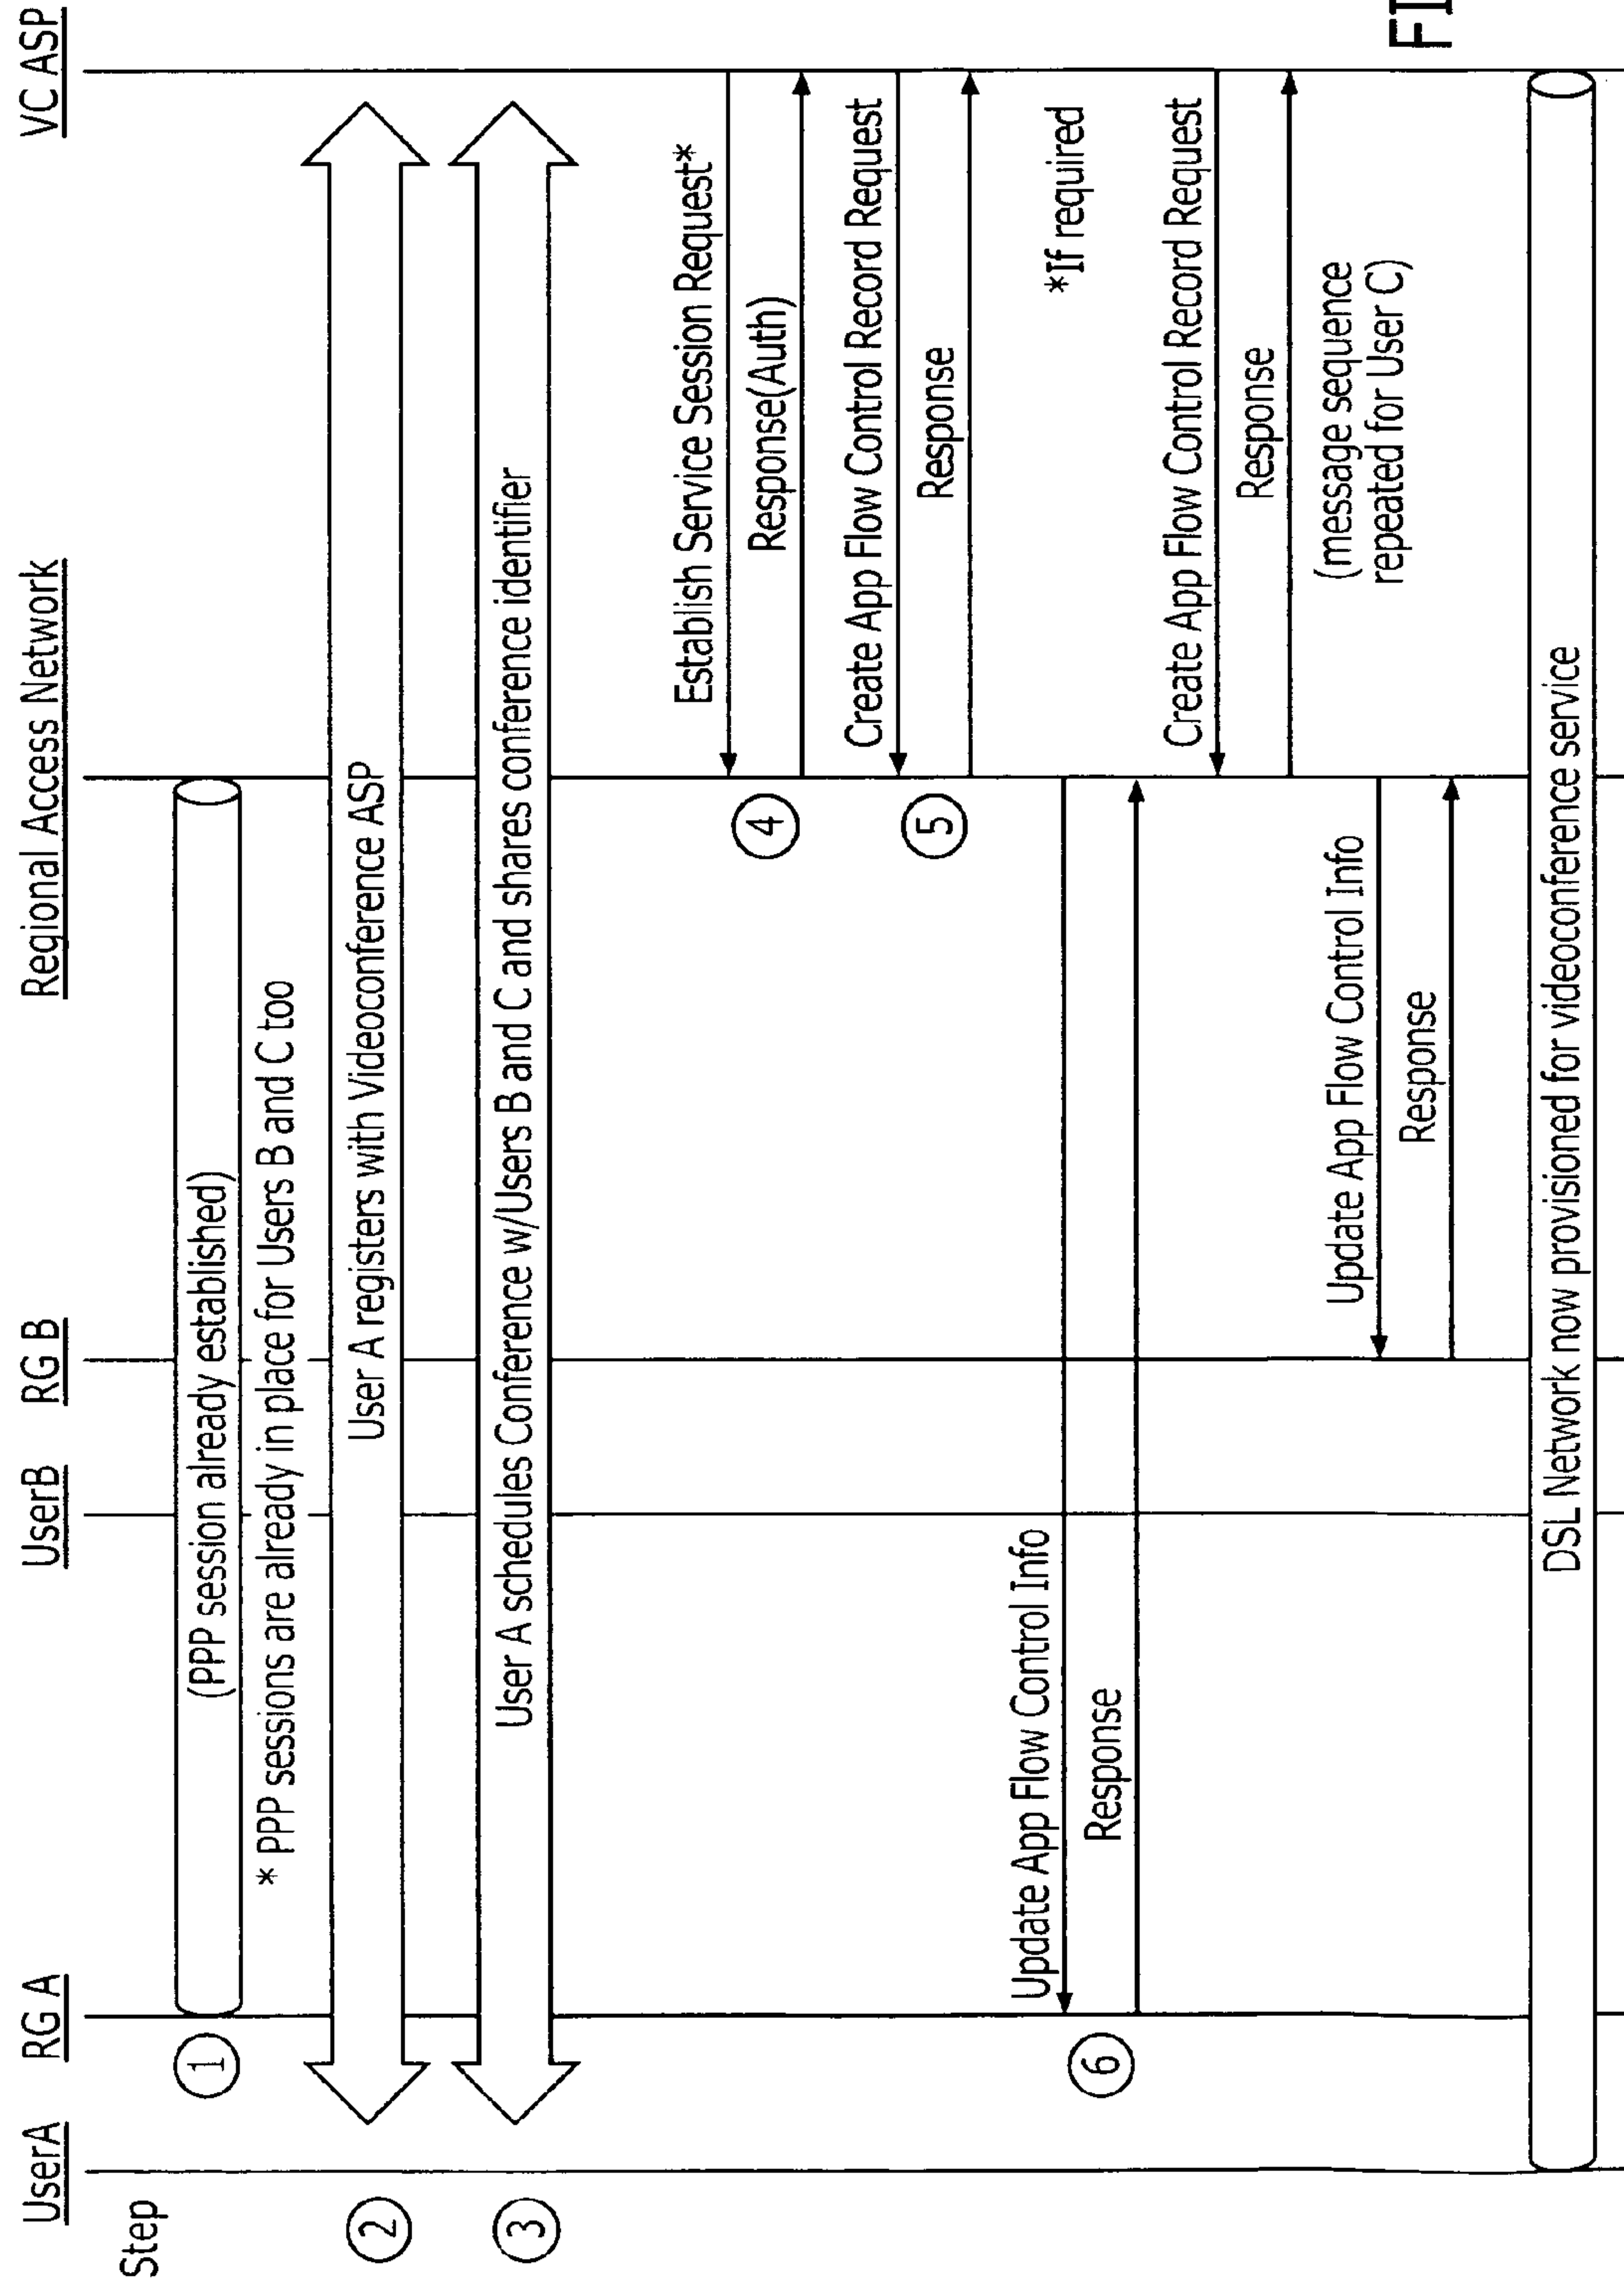 UserA
RG A
UserB
RG B
Regional Access Network
VC ASP
Step
1
(PPP session already established)
* PPP sessions are already in place for Users B and C too
2
User A registers with Videoconference ASP
3
User A schedules Conference w/Users B and C and shares conference identifier
Establish Service Session Request*
4
Response(Auth)
Create App Flow Control Record Request
5
Response
Update App Flow Control Info
*If required
6
Response
Create App Flow Control Record Request
Response
Update App Flow Control Info
(message sequence
repeated for User C)
Response
DSL Network now provisioned for videoconference service